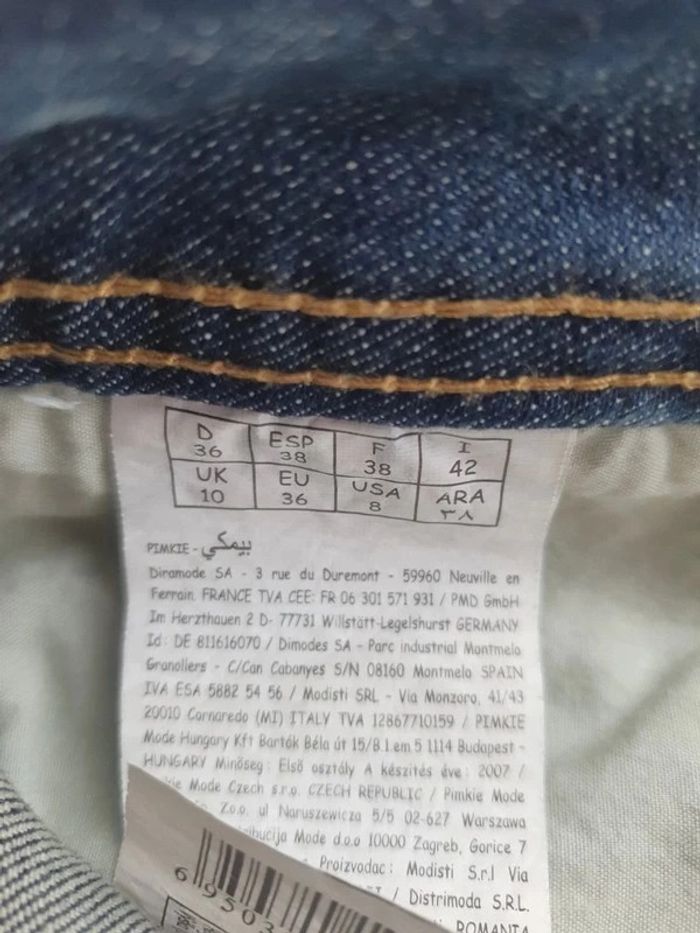 D 36 ESP 38 F 38 I 42
UK 10 EU 36 USA 8 ARA ٣٨
PIMKIE - بيمكي
Diramode SA - 3 rue du Duremont - 59960 Neuville en
Ferrain. FRANCE TVA CEE: FR 06 301 571 931 / PMD GmbH
Im Herzthauen 2 D- 77731 Willstätt-Legelshurst GERMANY
Id: DE 811616070 / Dimodes SA - Parc industrial Montmelo
Granollers - C/Can Cabanyes S/N 08160 Montmelo SPAIN
IVA ESA 5882 54 56 / Modisti SRL - Via Monzoro, 41/43
20010 Cornaredo (MI) ITALY TVA 12867710159 / PIMKIE
Mode Hungary Kft Bartók Béla út 15/B.1.em 5 1114 Budapest -
HUNGARY Minőseg: Első osztály A készités éve: 2007 /
Mode Czech s.r.o. CZECH REPUBLIC / Pimkie Mode
Zo.o. ul Naruszewicza 5/5 02-627 Warszawa
Mode d.o.o 10000 Zagreb, Gorice 7
Proizvodac: Modisti S.r.l Via
/ Distrimoda S.R.L.
ROMANIA